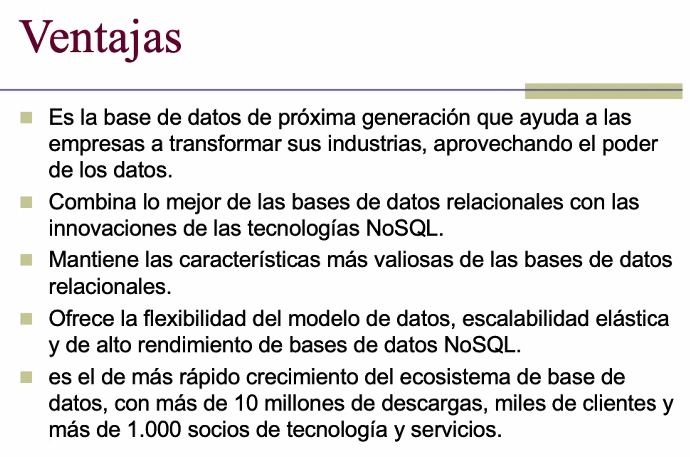 Ventajas
Es la base de datos de próxima generación que ayuda a las
empresas a transformar sus industrias, aprovechando el poder
de los datos.
Combina lo mejor de las bases de datos relacionales con las
innovaciones de las tecnologías NoSQL.
Mantiene las características más valiosas de las bases de datos
relacionales.
Ofrece la flexibilidad del modelo de datos, escalabilidad elástica
y de alto rendimiento de bases de datos NoSQL.
es el de más rápido crecimiento del ecosistema de base de
datos, con más de 10 millones de descargas, miles de clientes y
más de 1.000 socios de tecnología y servicios.